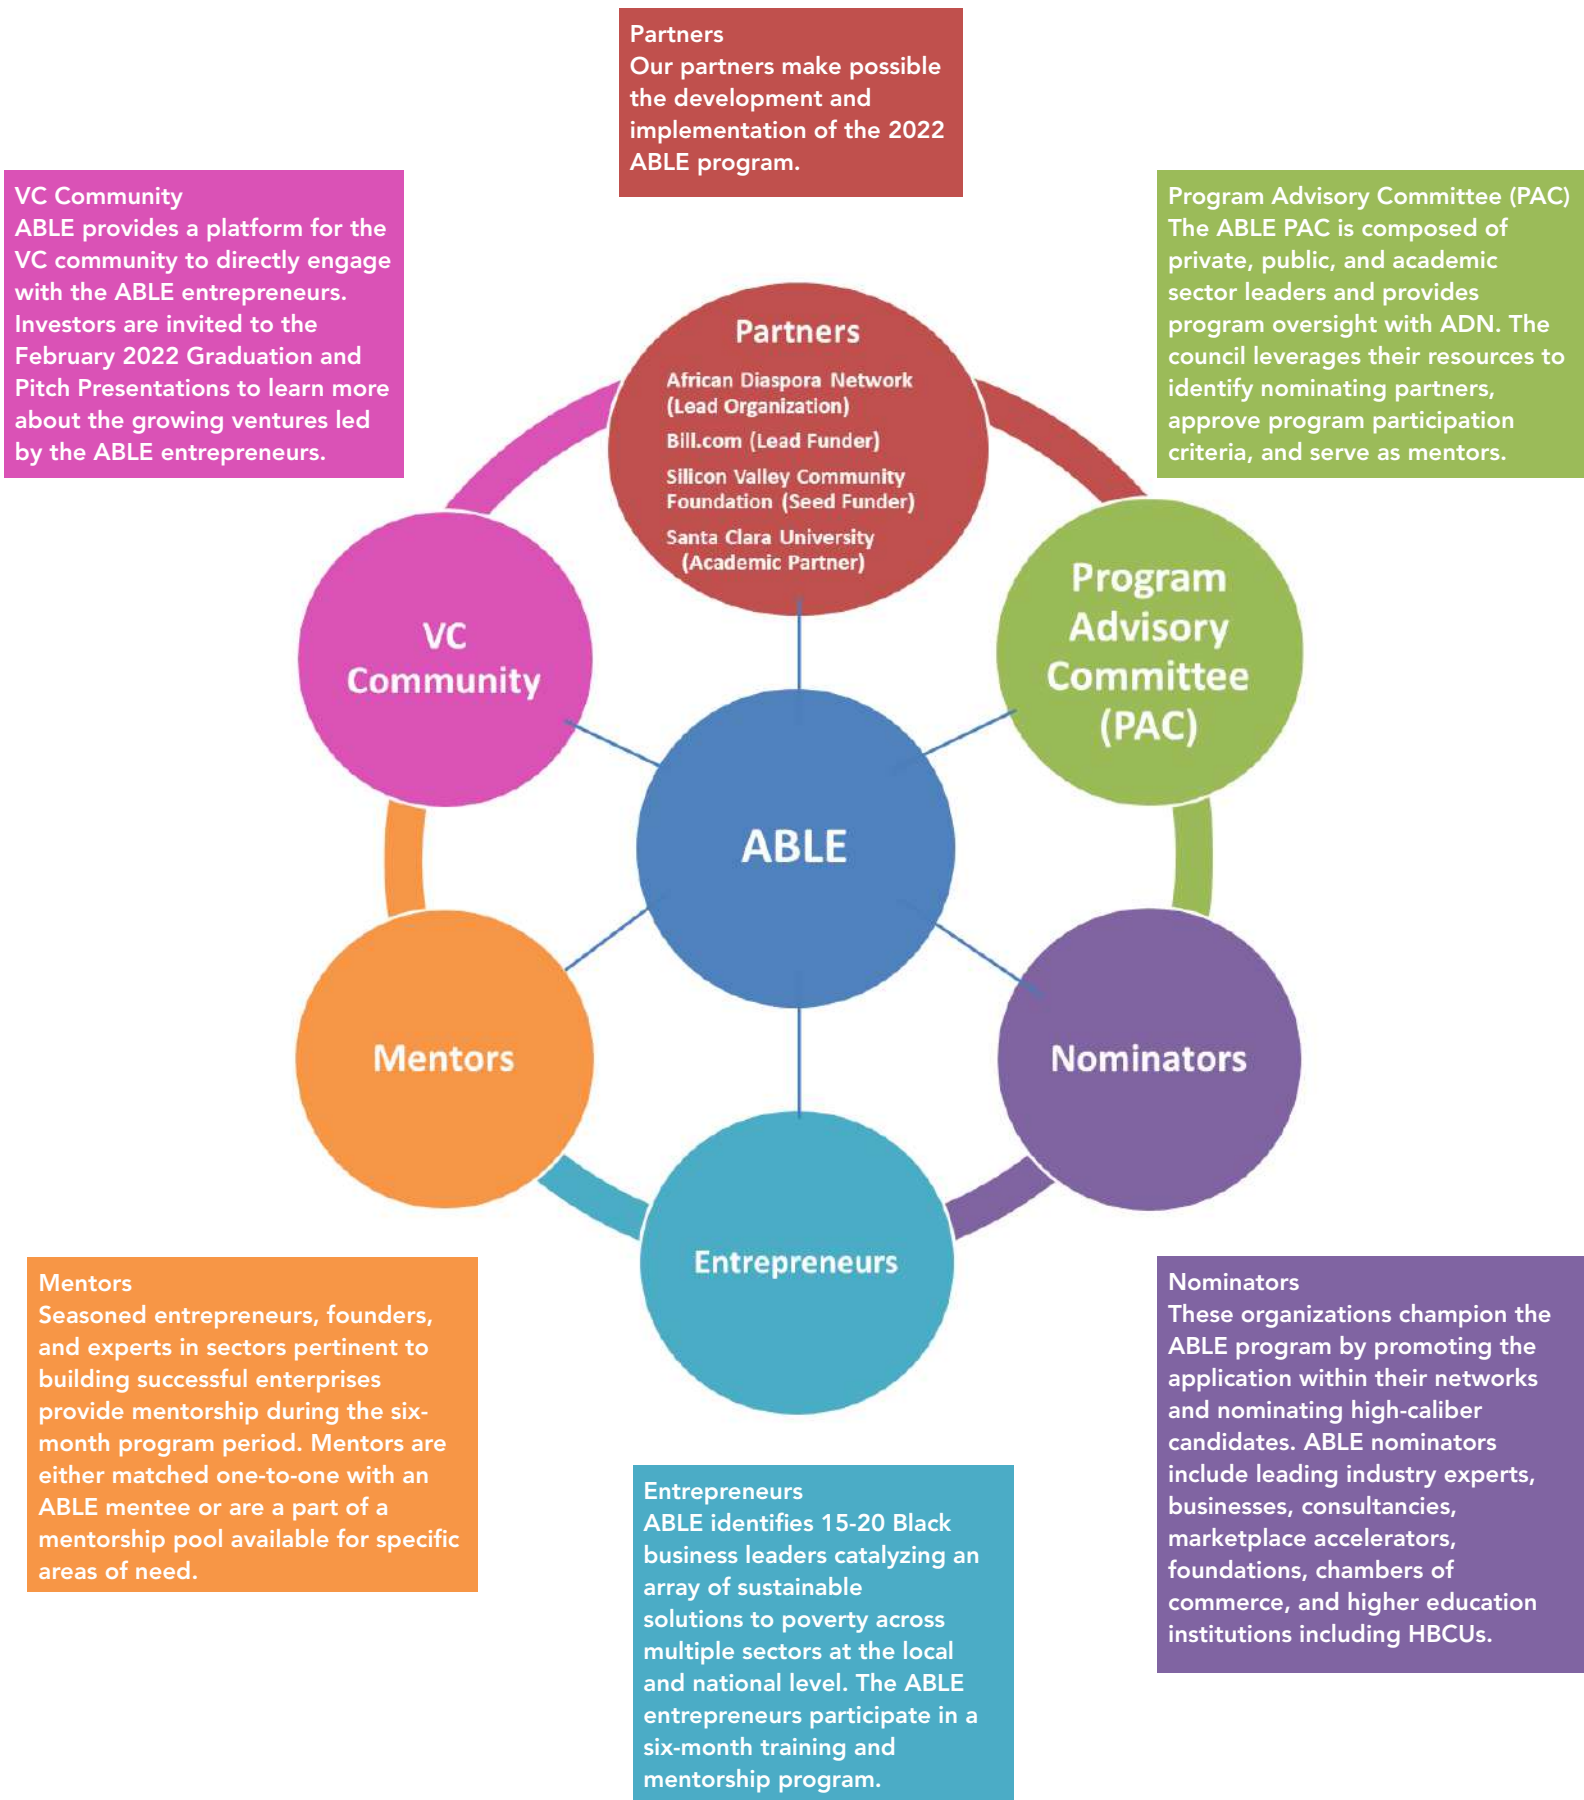 Partners
Our partners make possible
the development and
implementation of the 2022
ABLE program.
VC Community
ABLE provides a platform for the
VC community to directly engage
with the ABLE entrepreneurs.
Investors are invited to the
February 2022 Graduation and
Pitch Presentations to learn more
about the growing ventures led
by the ABLE entrepreneurs.
Program Advisory Committee (PAC)
The ABLE PAC is composed of
private, public, and academic
sector leaders and provides
program oversight with ADN. The
council leverages their resources to
identify nominating partners,
approve program participation
criteria, and serve as mentors.
Partners
African Diaspora Network
(Lead Organization)
Bill.com (Lead Funder)
Silicon Valley Community
Foundation (Seed Funder)
Santa Clara University
(Academic Partner)
VC
Community
Program
Advisory
Committee
(PAC)
ABLE
Mentors
Nominators
Entrepreneurs
Mentors
Seasoned entrepreneurs, founders,
and experts in sectors pertinent to
building successful enterprises
provide mentorship during the six-
month program period. Mentors are
either matched one-to-one with an
ABLE mentee or are a part of a
mentorship pool available for specific
areas of need.
Entrepreneurs
ABLE identifies 15-20 Black
business leaders catalyzing an
array of sustainable
solutions to poverty across
multiple sectors at the local
and national level. The ABLE
entrepreneurs participate in a
six-month training and
mentorship program.
Nominators
These organizations champion the
ABLE program by promoting the
application within their networks
and nominating high-caliber
candidates. ABLE nominators
include leading industry experts,
businesses, consultancies,
marketplace accelerators,
foundations, chambers of
commerce, and higher education
institutions including HBCUs.